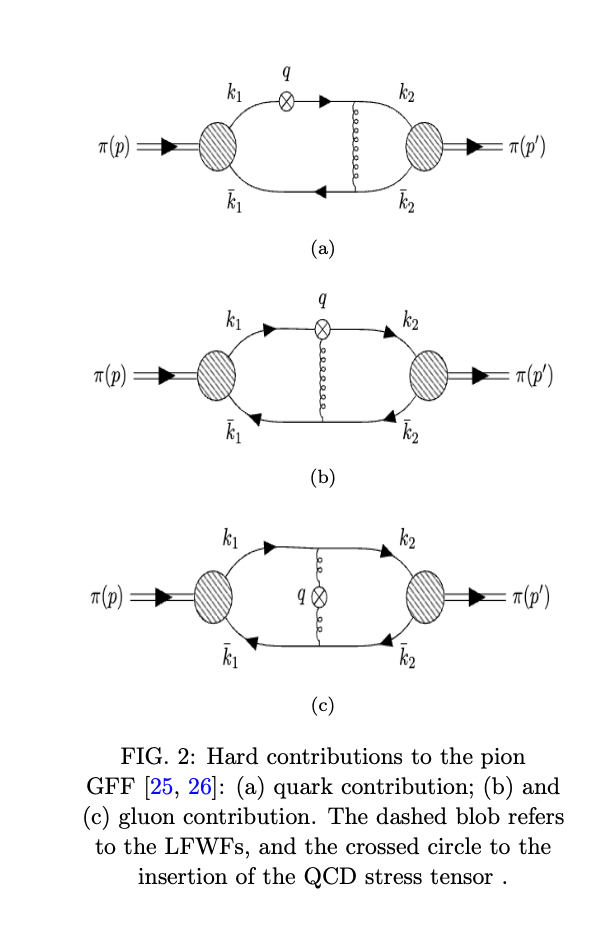 q
k₁ k₂
π(p) π(p′)
k̄₁ k̄₂
(a)
q
k₁ k₂
π(p) π(p′)
k̄₁ k̄₂
(b)
k₁ k₂
π(p) q π(p′)
k̄₁ k̄₂
(c)
FIG. 2: Hard contributions to the pion
GFF [25, 26]: (a) quark contribution; (b) and
(c) gluon contribution. The dashed blob refers
to the LFWFs, and the crossed circle to the
insertion of the QCD stress tensor .